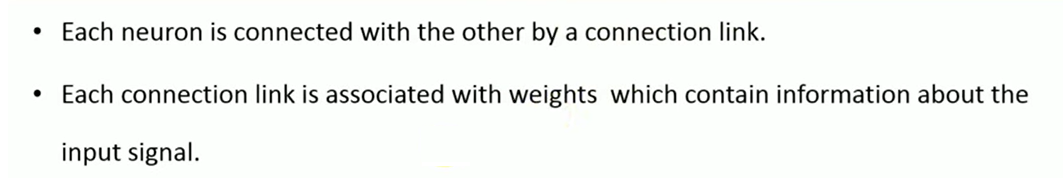 • Each neuron is connected with the other by a connection link.
• Each connection link is associated with weights  which contain information about the
input signal.